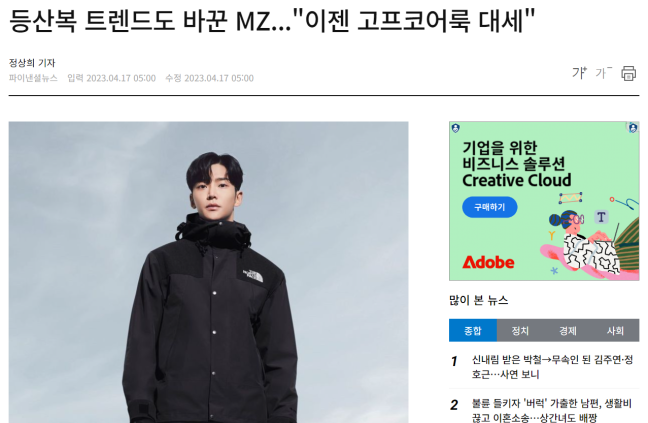 등산복 트렌드도 바꾼 MZ..."이젠 고프코어룩 대세"
정상희 기자
파이낸셜뉴스 입력 2023.04.17 05:00 수정 2023.04.17 05:00
가+ 가-
THE NORTH FACE
기업을 위한
비즈니스 솔루션
Creative Cloud
구매하기
T
Adobe
많이 본 뉴스
종합 정치 경제 사회
1 신내림 받은 박철→무속인 된 김주연·정
호근…사연 보니
2 불륜 들키자 '버럭' 가출한 남편, 생활비
끊고 이혼소송…상간녀도 배짱